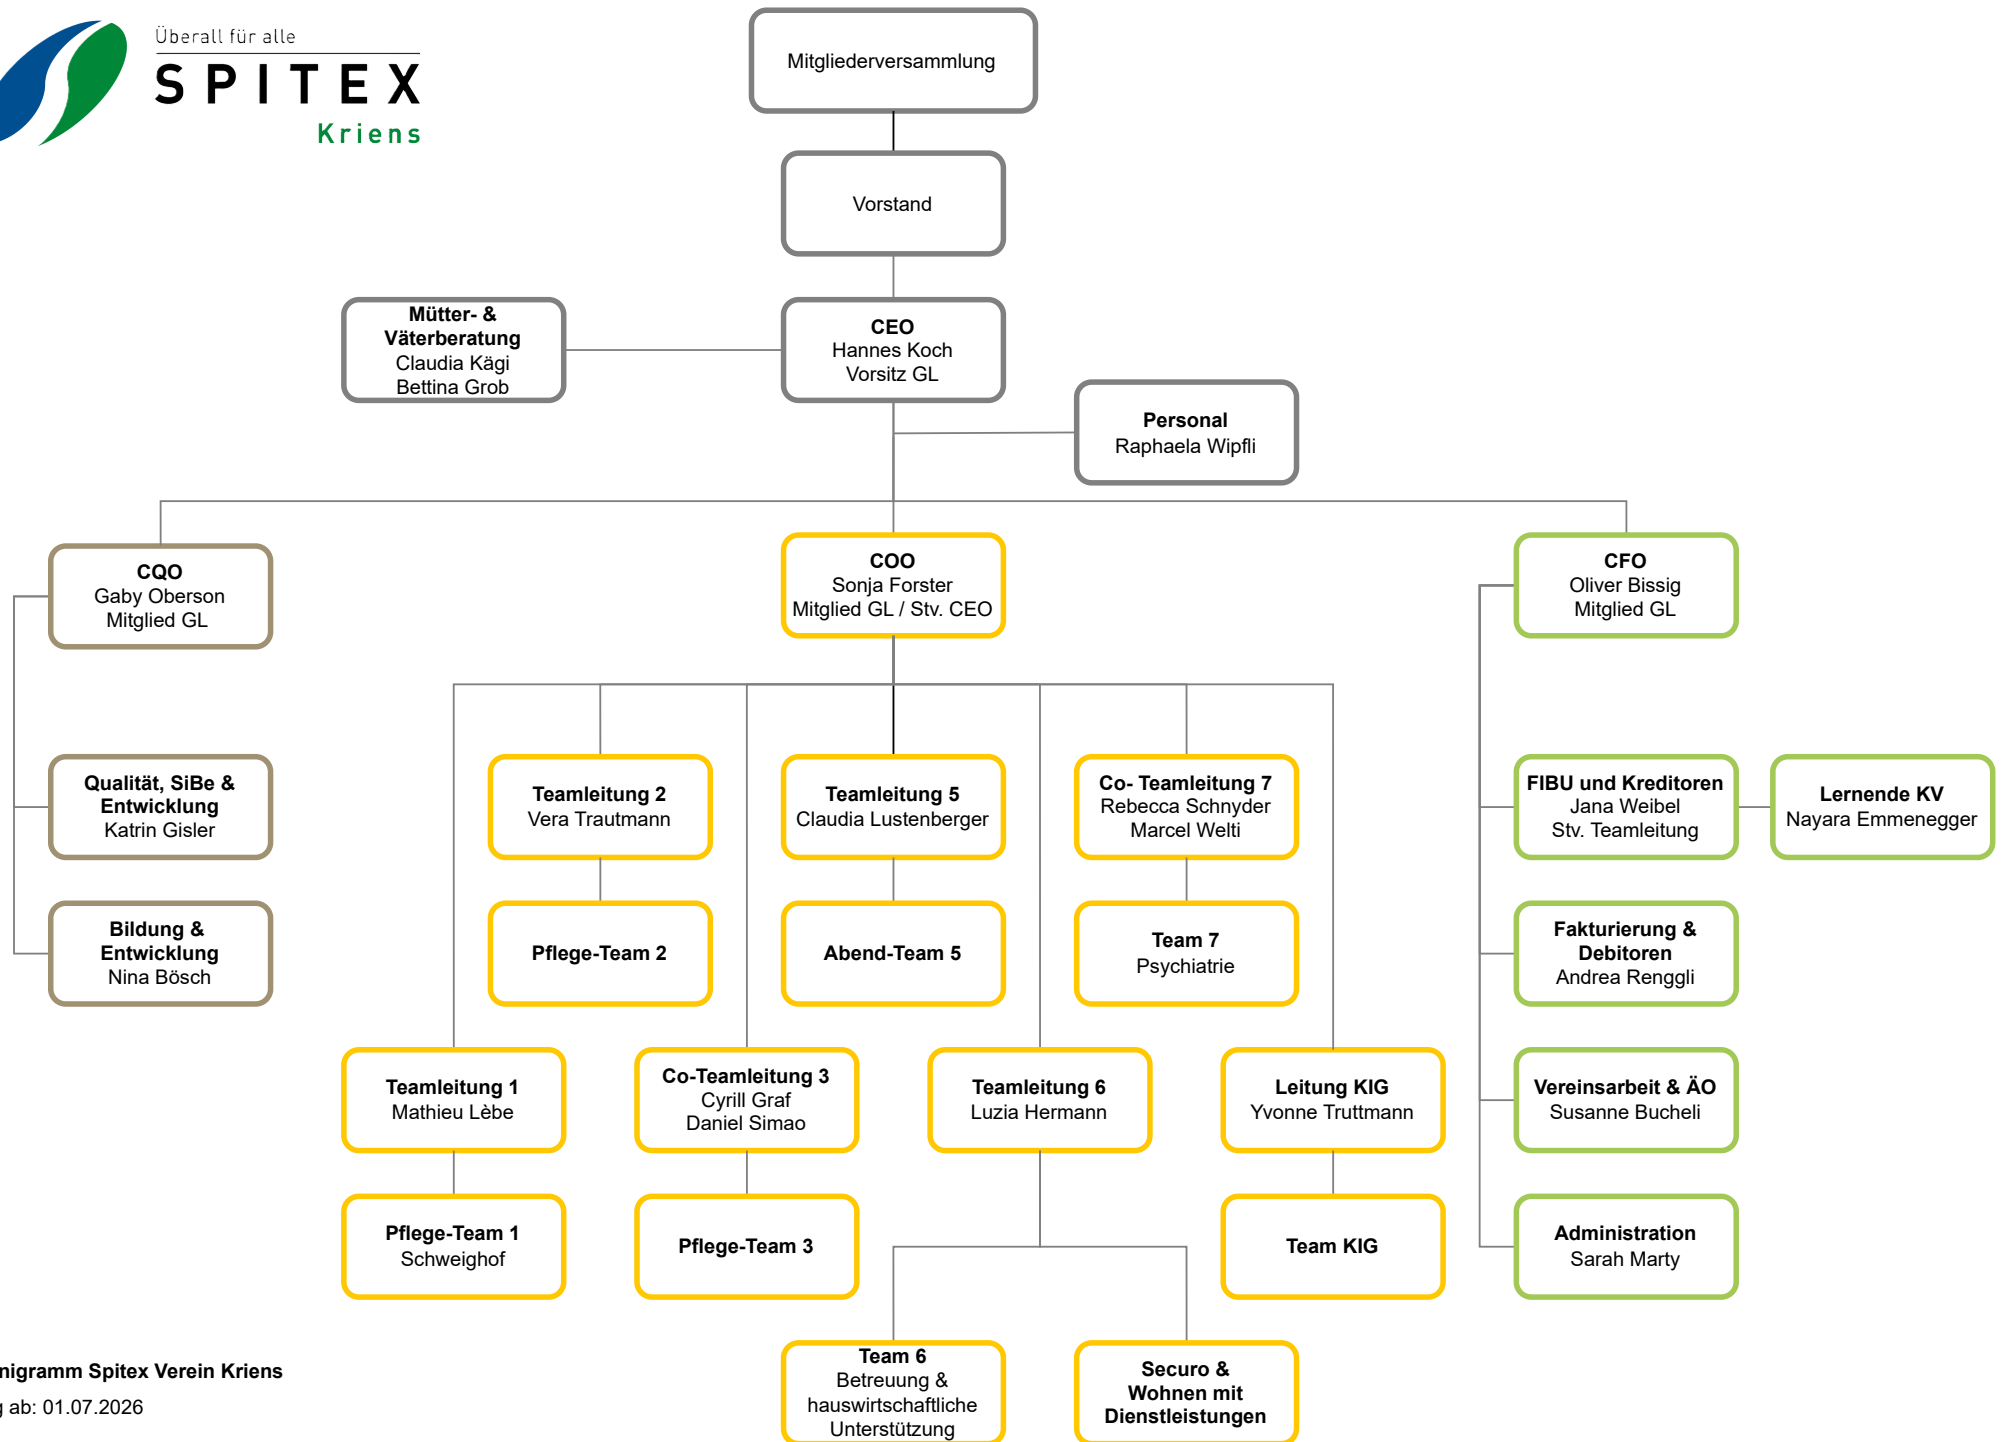 Überall für alle
SPITEX
Kriens
Mitgliederversammlung
Vorstand
Mütter- &
Väterberatung
Claudia Kägi
Bettina Grob
CEO
Hannes Koch
Vorsitz GL
Personal
Raphaela Wipfli
CQO
Gaby Oberson
Mitglied GL
COO
Sonja Forster
Mitglied GL / Stv. CEO
CFO
Oliver Bissig
Mitglied GL
Qualität, SiBe &
Entwicklung
Katrin Gisler
Teamleitung 2
Vera Trautmann
Teamleitung 5
Claudia Lustenberger
Co- Teamleitung 7
Rebecca Schnyder
Marcel Welti
FIBU und Kreditoren
Jana Weibel
Stv. Teamleitung
Lernende KV
Nayara Emmenegger
Bildung &
Entwicklung
Nina Bösch
Pflege-Team 2
Abend-Team 5
Team 7
Psychiatrie
Fakturierung &
Debitoren
Andrea Renggli
Teamleitung 1
Mathieu Lèbe
Co-Teamleitung 3
Cyrill Graf
Daniel Simao
Teamleitung 6
Luzia Hermann
Leitung KIG
Yvonne Truttmann
Vereinsarbeit & ÄO
Susanne Bucheli
Pflege-Team 1
Schweighof
Pflege-Team 3
Team KIG
Administration
Sarah Marty
Team 6
Betreuung &
hauswirtschaftliche
Unterstützung
Securo &
Wohnen mit
Dienstleistungen
nigramm Spitex Verein Kriens
g ab: 01.07.2026